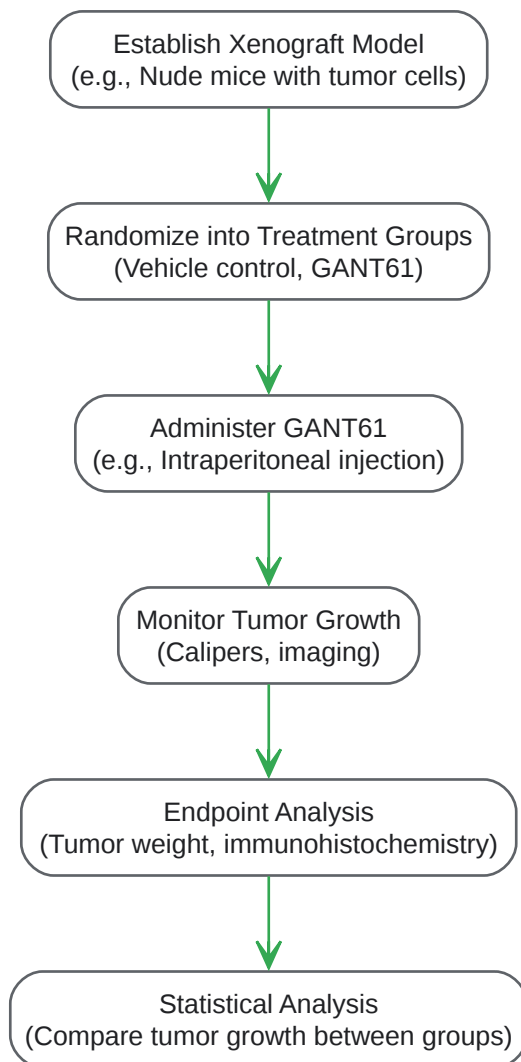 Establish Xenograft Model
(e.g., Nude mice with tumor cells)
Randomize into Treatment Groups
(Vehicle control, GANT61)
Administer GANT61
(e.g., Intraperitoneal injection)
Monitor Tumor Growth
(Calipers, imaging)
Endpoint Analysis
(Tumor weight, immunohistochemistry)
Statistical Analysis
(Compare tumor growth between groups)